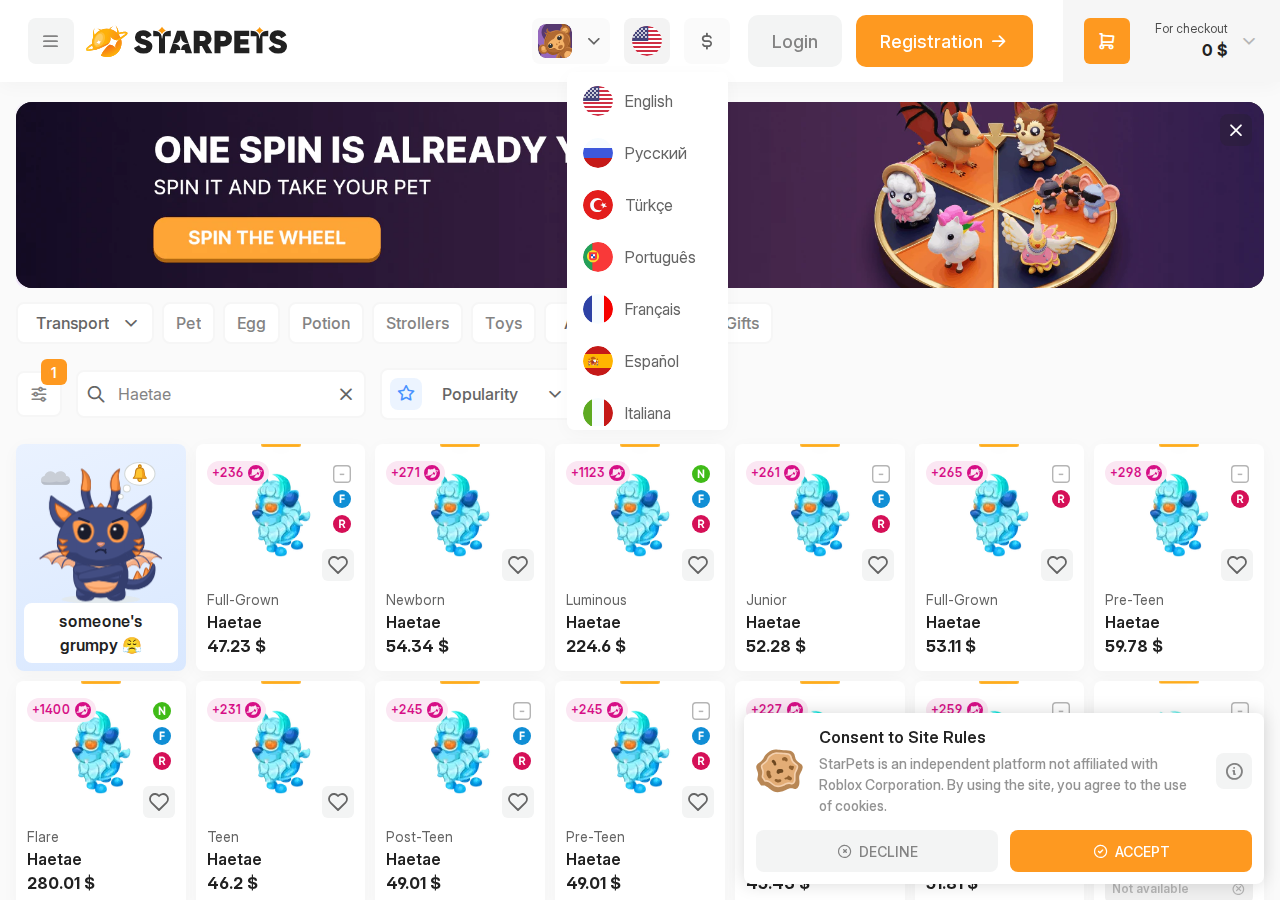 STARPETS
$
Login
Registration
For checkout
0 $
English
Русский
Türkçe
Português
Français
Español
Italiana
ONE SPIN IS ALREADY
SPIN IT AND TAKE YOUR PET
SPIN THE WHEEL
Transport
Pet
Egg
Potion
Strollers
Toys
Gifts
1
Haetae
Popularity
someone's
grumpy 😤
+236
F
R
Full-Grown
Haetae
47.23 $
+271
Newborn
Haetae
54.34 $
+1123
N
F
R
Luminous
Haetae
224.6 $
+261
F
R
Junior
Haetae
52.28 $
+265
R
Full-Grown
Haetae
53.11 $
+298
R
Pre-Teen
Haetae
59.78 $
+1400
N
F
R
Flare
Haetae
280.01 $
+231
Teen
Haetae
46.2 $
+245
F
R
Post-Teen
Haetae
49.01 $
+245
F
R
Pre-Teen
Haetae
49.01 $
+227
+259
Consent to Site Rules
StarPets is an independent platform not affiliated with
Roblox Corporation. By using the site, you agree to the use
of cookies.
DECLINE
ACCEPT
Not available